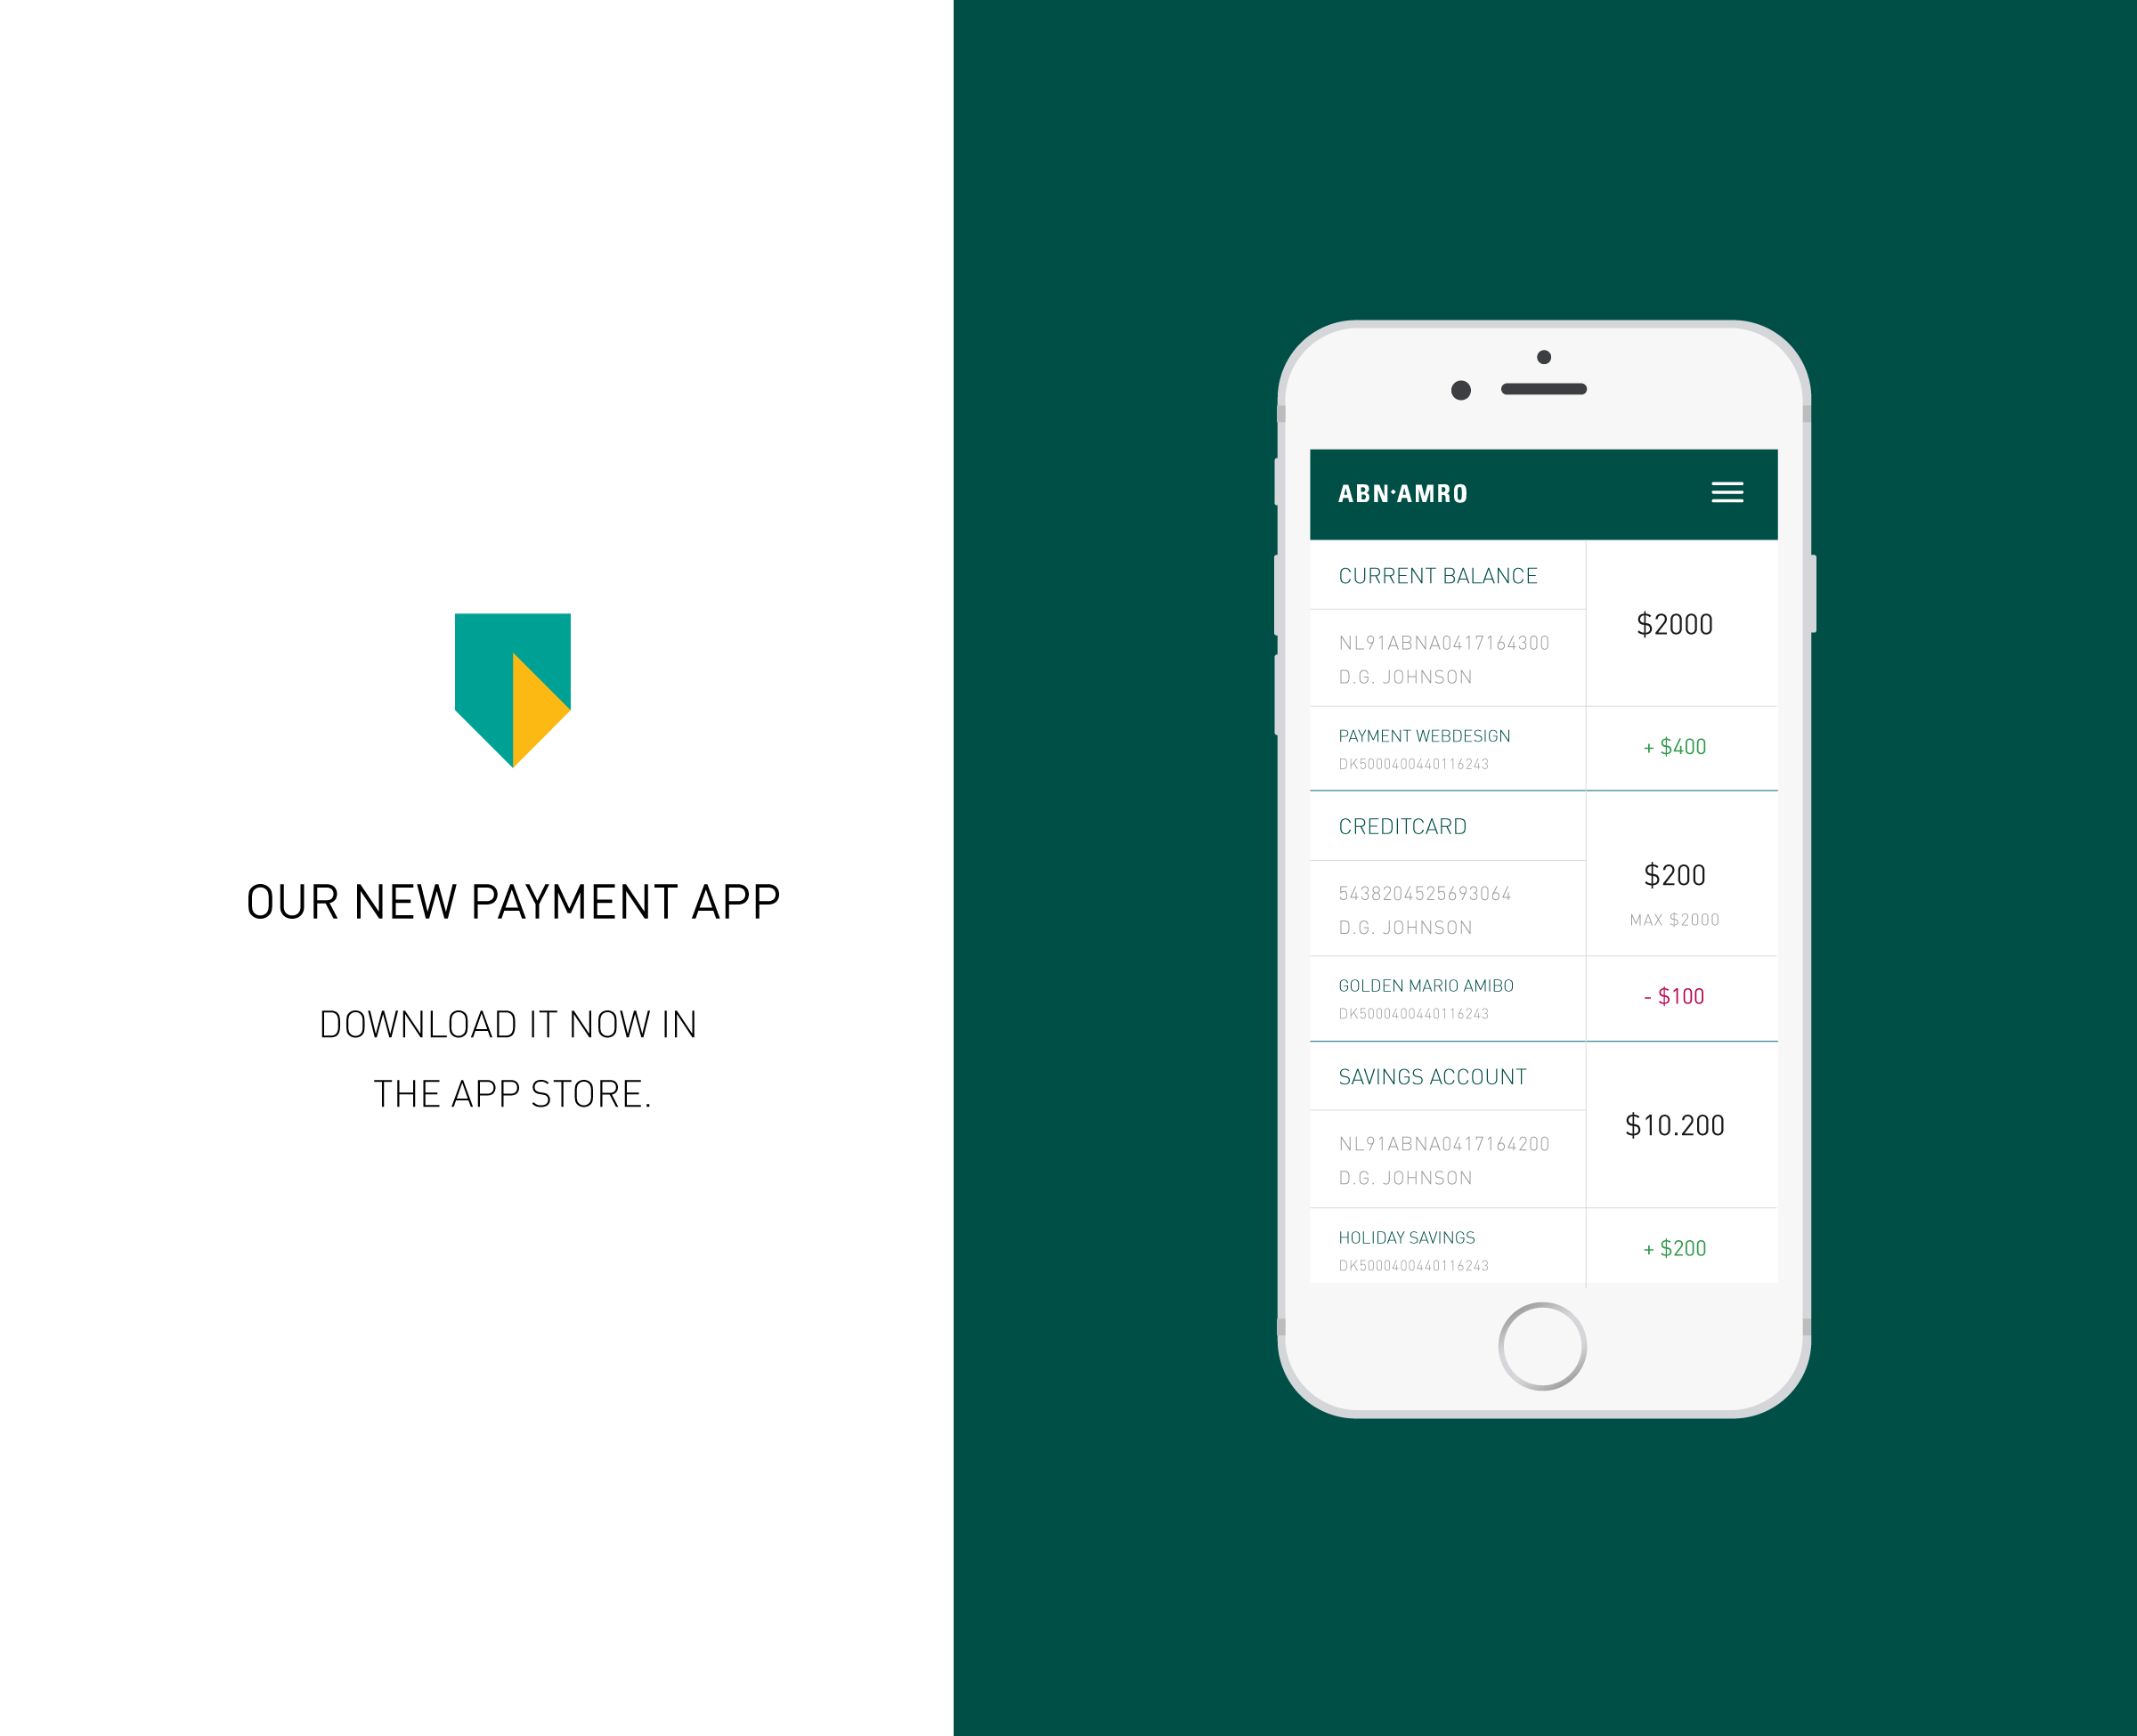 OUR NEW PAYMENT APP
DOWNLOAD IT NOW IN
THE APP STORE.
ABN·AMRO
CURRENT BALANCE
$2000
NL91ABNA0417164300
D.G. JOHNSON
PAYMENT WEBDESIGN
+ $400
DK5000400440116243
CREDITCARD
$200
5438204525693064
MAX $2000
D.G. JOHNSON
GOLDEN MARIO AMIBO
- $100
DK5000400440116243
SAVINGS ACCOUNT
$10.200
NL91ABNA0417164200
D.G. JOHNSON
HOLIDAY SAVINGS
+ $200
DK5000400440116243